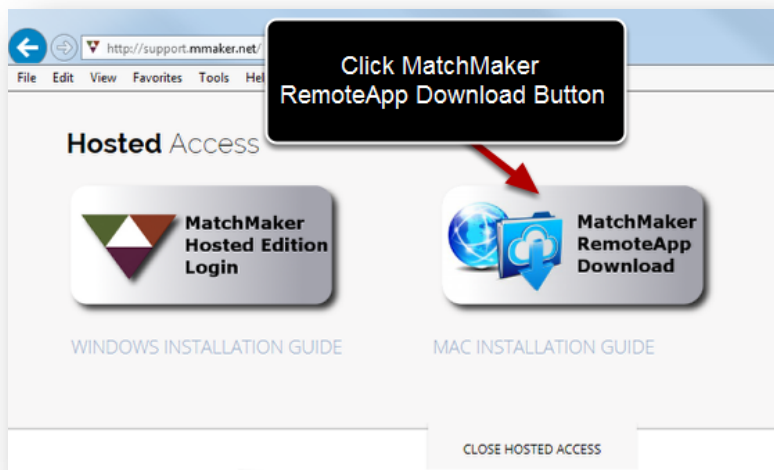 http://support.mmaker.net/
File Edit View Favorites Tools
Click MatchMaker
RemoteApp Download Button
Hosted Access
MatchMaker
Hosted Edition
Login
MatchMaker
RemoteApp
Download
WINDOWS INSTALLATION GUIDE
MAC INSTALLATION GUIDE
CLOSE HOSTED ACCESS